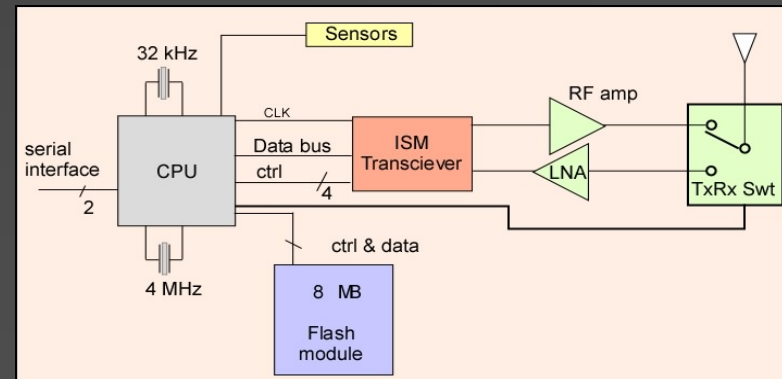 Sensors
32 kHz
RF amp
CLK
serial
interface
2
CPU
Data bus
ctrl
4
ISM
Transciever
LNA
TxRx Swt
4 MHz
ctrl & data
8 MB
Flash
module